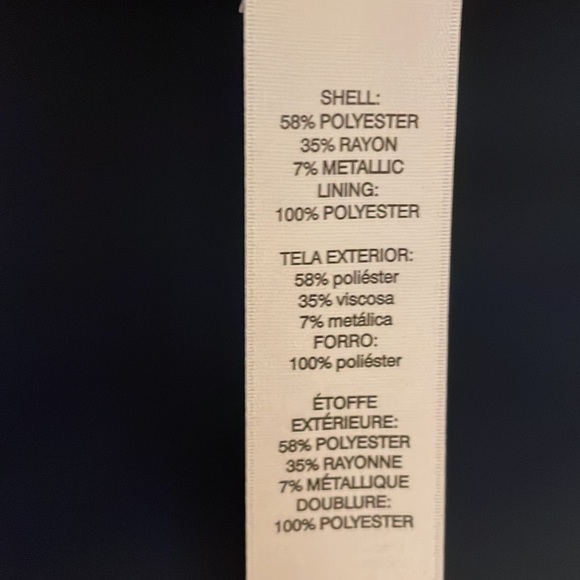 SHELL:
58% POLYESTER
35% RAYON
7% METALLIC
LINING:
100% POLYESTER
TELA EXTERIOR:
58% poliéster
35% viscosa
7% metálica
FORRO:
100% poliéster
ÉTOFFE
EXTÉRIEURE:
58% POLYESTER
35% RAYONNE
7% MÉTALLIQUE
DOUBLURE:
100% POLYESTER